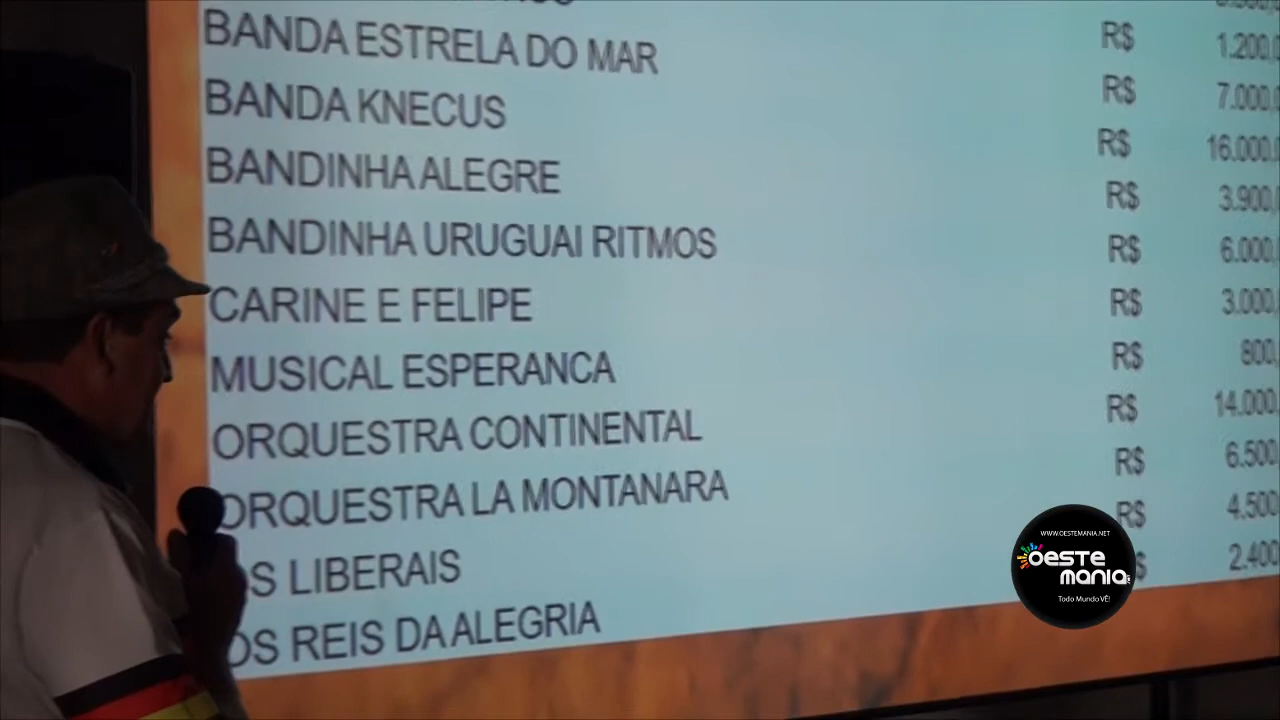 R$ 1.200,
BANDA ESTRELA DO MAR R$ 7.000,
BANDA KNECUS R$ 16.000,
BANDINHA ALEGRE R$ 3.900,
BANDINHA URUGUAI RITMOS R$ 6.000,
CARINE E FELIPE R$ 3.000,
MUSICAL ESPERANCA R$ 800,
ORQUESTRA CONTINENTAL R$ 14.000,
ORQUESTRA LA MONTANARA R$ 6.500,
OS LIBERAIS R$ 4.500,
OS REIS DA ALEGRIA $ 2.400,
WWW.OESTEMANIA.NET
OESTE
MANIA.NET
Todo Mundo VÊ!